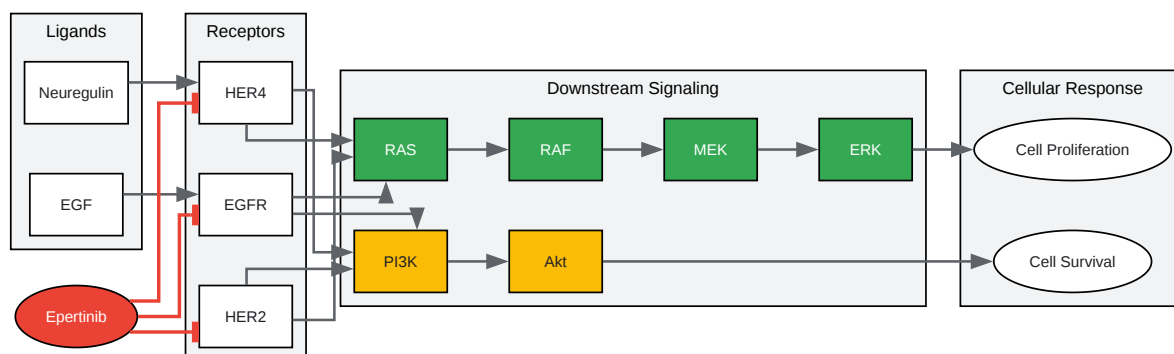 Ligands
Receptors
Neuregulin
HER4
Downstream Signaling
Cellular Response
RAS
RAF
MEK
ERK
Cell Proliferation
EGF
EGFR
PI3K
Akt
Cell Survival
Epertinib
HER2